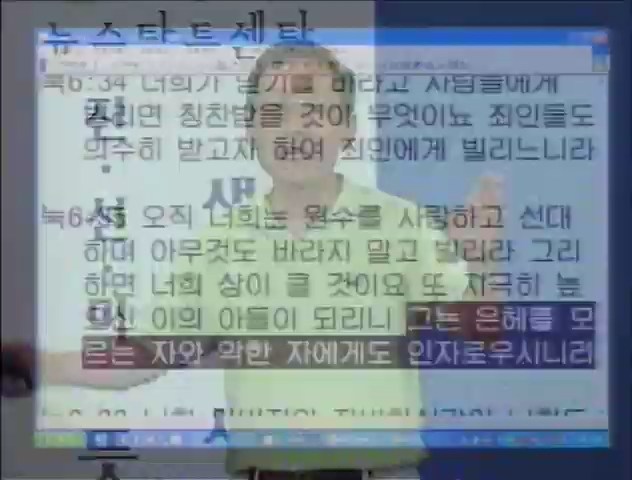 뉴스타트센타
눅6:34 너희가 받기를 바라고 사람들에게
빌리면 칭찬받을 것이 무엇이뇨 죄인들도
의수히 받고자 하여 죄인에게 빌리느니라
눅6:35 오직 너희는 원수를 사랑하고 선대
하며 아무것도 바라지 말고 빌리라 그리
하면 너희 상이 클 것이요 또 지극히 높
으신 이의 아들이 되리니 그는 은혜를 모
르는 자와 악한 자에게도 인자로우시니라